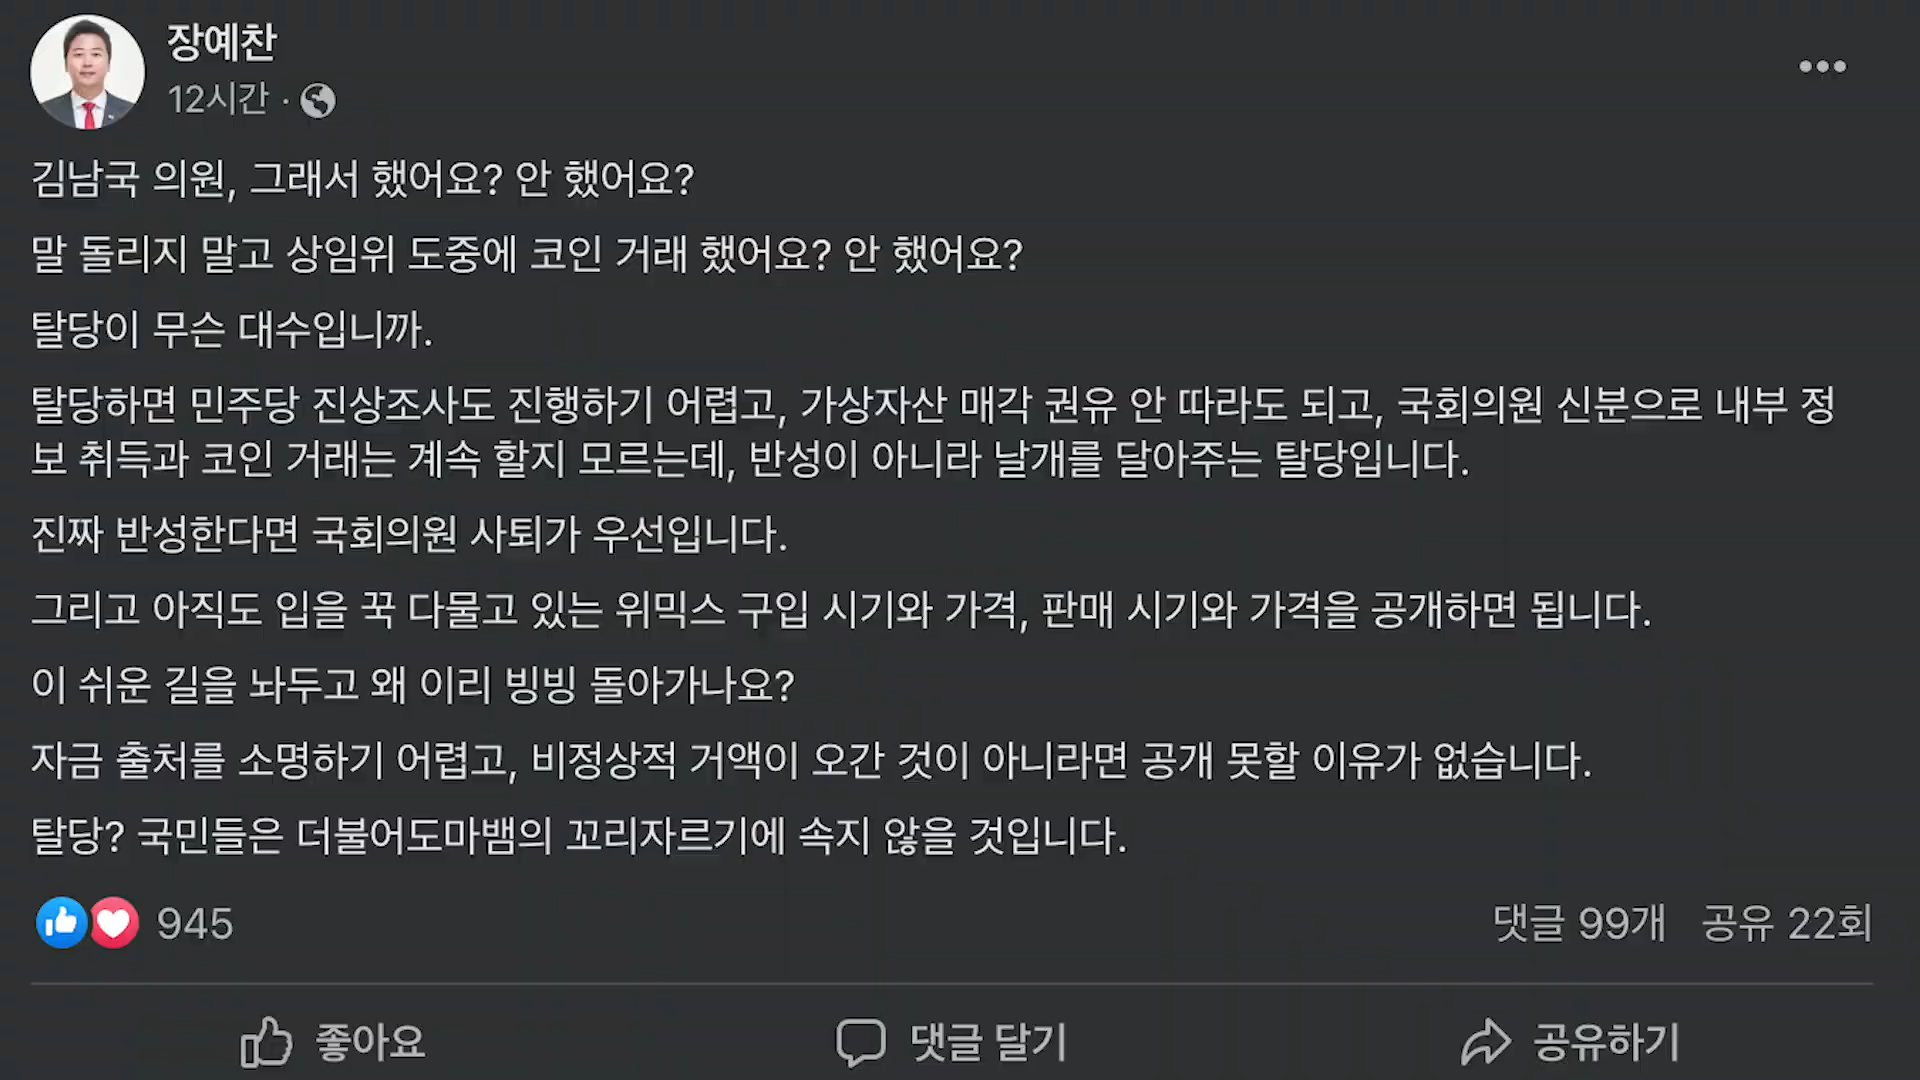 장예찬
12시간 ·
김남국 의원, 그래서 했어요? 안 했어요?
말 돌리지 말고 상임위 도중에 코인 거래 했어요? 안 했어요?
탈당이 무슨 대수입니까.
탈당하면 민주당 진상조사도 진행하기 어렵고, 가상자산 매각 권유 안 따라도 되고, 국회의원 신분으로 내부 정
보 취득과 코인 거래는 계속 할지 모르는데, 반성이 아니라 날개를 달아주는 탈당입니다.
진짜 반성한다면 국회의원 사퇴가 우선입니다.
그리고 아직도 입을 꾹 다물고 있는 위믹스 구입 시기와 가격, 판매 시기와 가격을 공개하면 됩니다.
이 쉬운 길을 놔두고 왜 이리 빙빙 돌아가나요?
자금 출처를 소명하기 어렵고, 비정상적 거액이 오간 것이 아니라면 공개 못할 이유가 없습니다.
탈당? 국민들은 더불어도마뱀의 꼬리자르기에 속지 않을 것입니다.
945 댓글 99개 공유 22회
좋아요 댓글 달기 공유하기